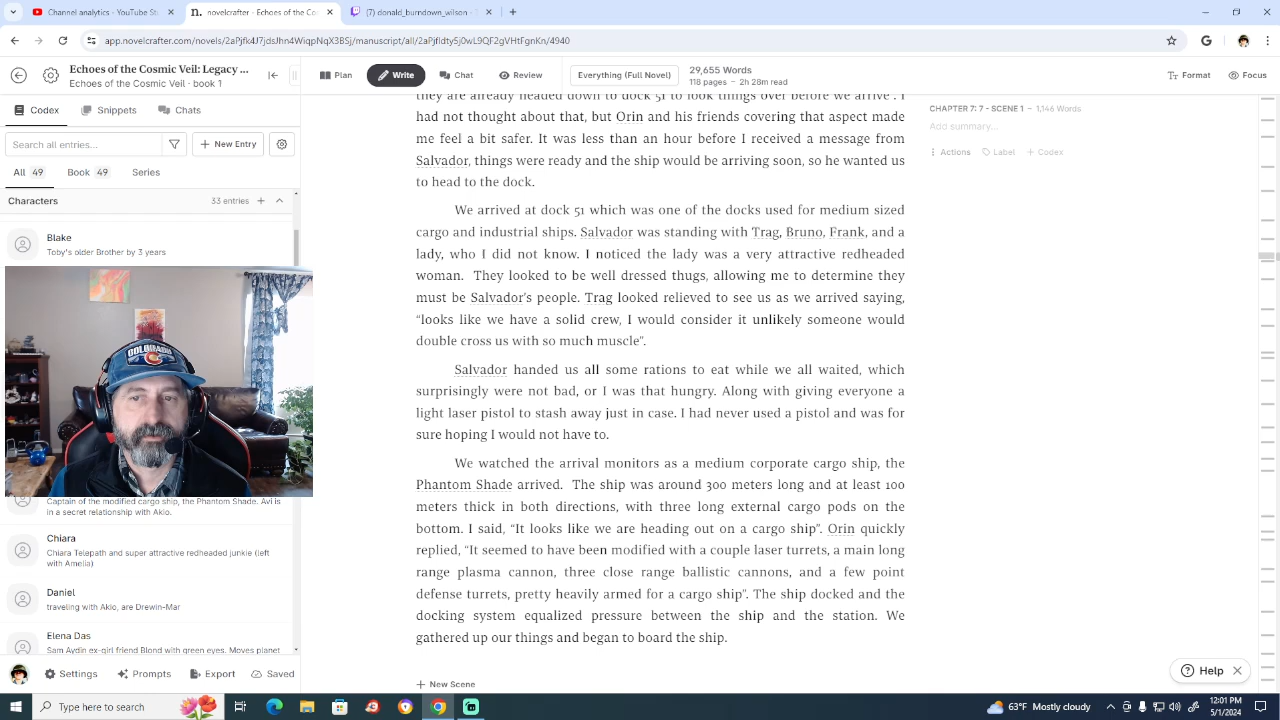 (7) YouTube Content - YouTube St
novelcrafter - Echoes of the Cos
(7) donald_bumblebee_mullins -
app.novelcrafter.com/novels/2aPjfk4J7jdsJhn4WipNqX3BSj/manuscript/all/2aPjfIdy5j0wL9QF2gVHtFgnKn/4940
Echoes of the Cosmic Veil: Legacy ...
Echoes of the Cosmic Veil - book 1
Plan
Write
Chat
Review
Everything (Full Novel)
29,655 Words
118 pages - 2h 28m read
Format
Focus
Codex
Snippets
Chats
Search all entries...
New Entry
All 49 Book 49 Series
Characters 33 entries
Blake
Toby's older Brother by 3 years
Captain of the modified cargo ship, the Phantom Shade. Avi is
in a secret relationship with Akio.
Chiara
Chiara Telepath and super attractive redheaded junkie (left
with Amelia)
Daniel
traveling with Akio, are Drewin-Mar
Elena Das
Sam Aydin ex-girl friend Blond with green eyes. Moves planet
Settings Prompts Export Saved
they are already headed down to dock 51 to look things over before we arrive". I
had not thought about that, but Orin and his friends covering that aspect made
me feel a bit safer. It was less than an hour before I received a message from
Salvador, things were ready and the ship would be arriving soon, so he wanted us
to head to the dock.
We arrived at dock 51 which was one of the docks used for medium sized
cargo and industrial ships. Salvador was standing with Trag, Bruno, Frank, and a
lady, who I did not know. I noticed the lady was a very attractive redheaded
woman. They looked to be well dressed thugs, allowing me to determine they
must be Salvador's people. Trag looked relieved to see us as we arrived saying,
"looks like we have a solid crew, I would consider it unlikely someone would
double cross us with so much muscle".
Salvador handed us all some rations to eat while we all waited, which
surprisingly were not bad, or I was that hungry. Along with giving everyone a
light laser pistol to stash away just in case. I had never used a pistol and was for
sure hoping I would not have to.
We watched the arrival monitors as a medium corporate cargo ship, the
Phantom Shade arrived. The ship was around 300 meters long and at least 100
meters thick in both directions, with three long external cargo pods on the
bottom. I said, "It looks like we are heading out on a cargo ship". Orin quickly
replied, "It seemed to have been modified with a couple laser turrets, a main long
range plasma cannon, three close range ballistic cannons, and a few point
defense turrets, pretty heavily armed for a cargo ship". The ship docked and the
docking system equalized pressure between the ship and the station. We
gathered up our things and began to board the ship.
+ New Scene
CHAPTER 7: 7 - SCENE 1 - 1,146 Words
Add summary...
Actions Label + Codex
COLORADO
Help
Type here to search
63°F Mostly cloudy
12:01 PM
5/1/2024